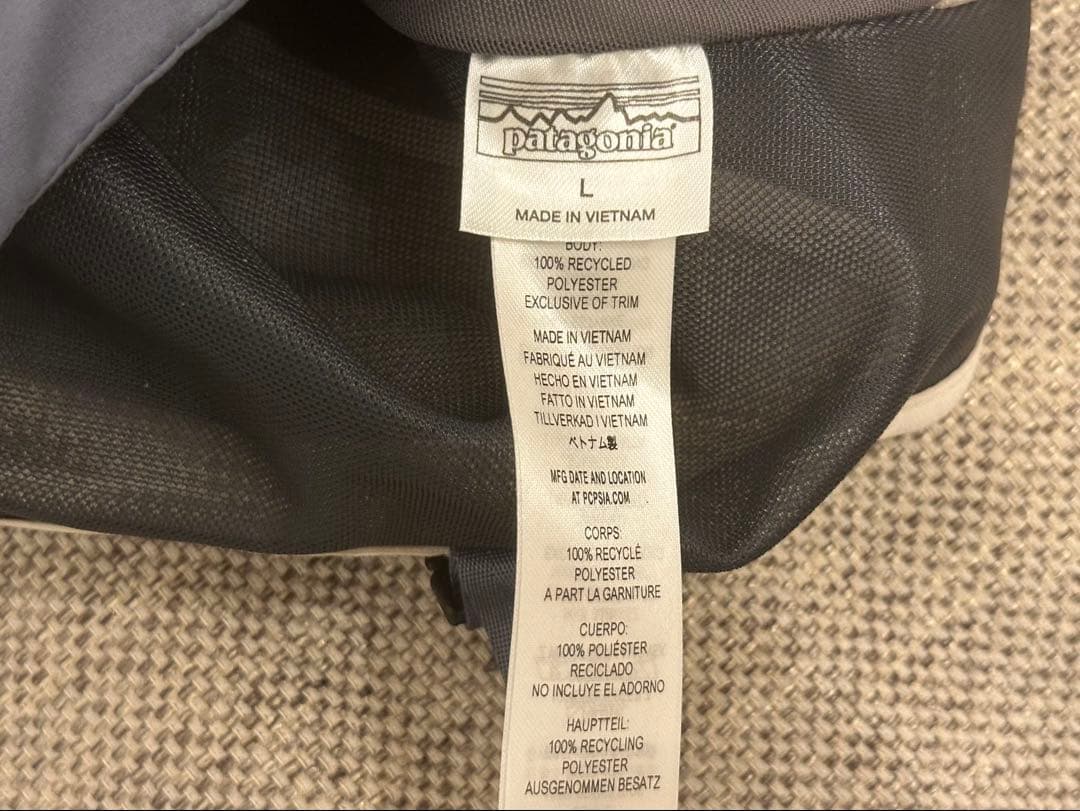 patagonia
L
MADE IN VIETNAM
BODY:
100% RECYCLED
POLYESTER
EXCLUSIVE OF TRIM
MADE IN VIETNAM
FABRIQUÉ AU VIETNAM
HECHO EN VIETNAM
FATTO IN VIETNAM
TILLVERKAD I VIETNAM
ベトナム製
MFG DATE AND LOCATION
AT PCPSIA.COM
CORPS:
100% RECYCLÉ
POLYESTER
A PART LA GARNITURE
CUERPO:
100% POLIÉSTER
RECICLADO
NO INCLUYE EL ADORNO
HAUPTTEIL:
100% RECYCLING
POLYESTER
AUSGENOMMEN BESATZ